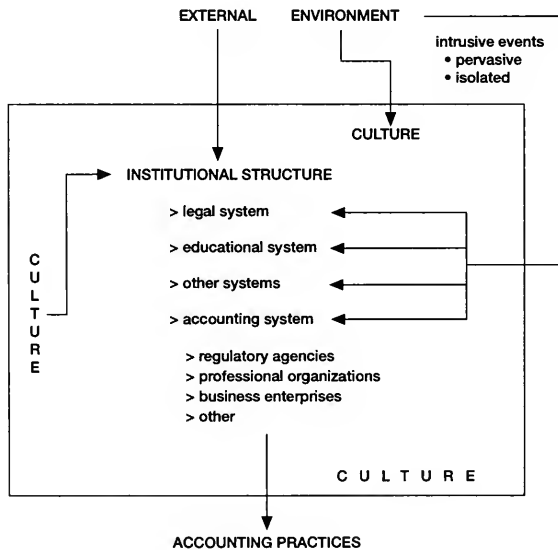 EXTERNAL ENVIRONMENT
intrusive events
• pervasive
• isolated
CULTURE
INSTITUTIONAL STRUCTURE
> legal system
> educational system
> other systems
> accounting system
> regulatory agencies
> professional organizations
> business enterprises
> other
CULTURE
C U L T U R E
ACCOUNTING PRACTICES